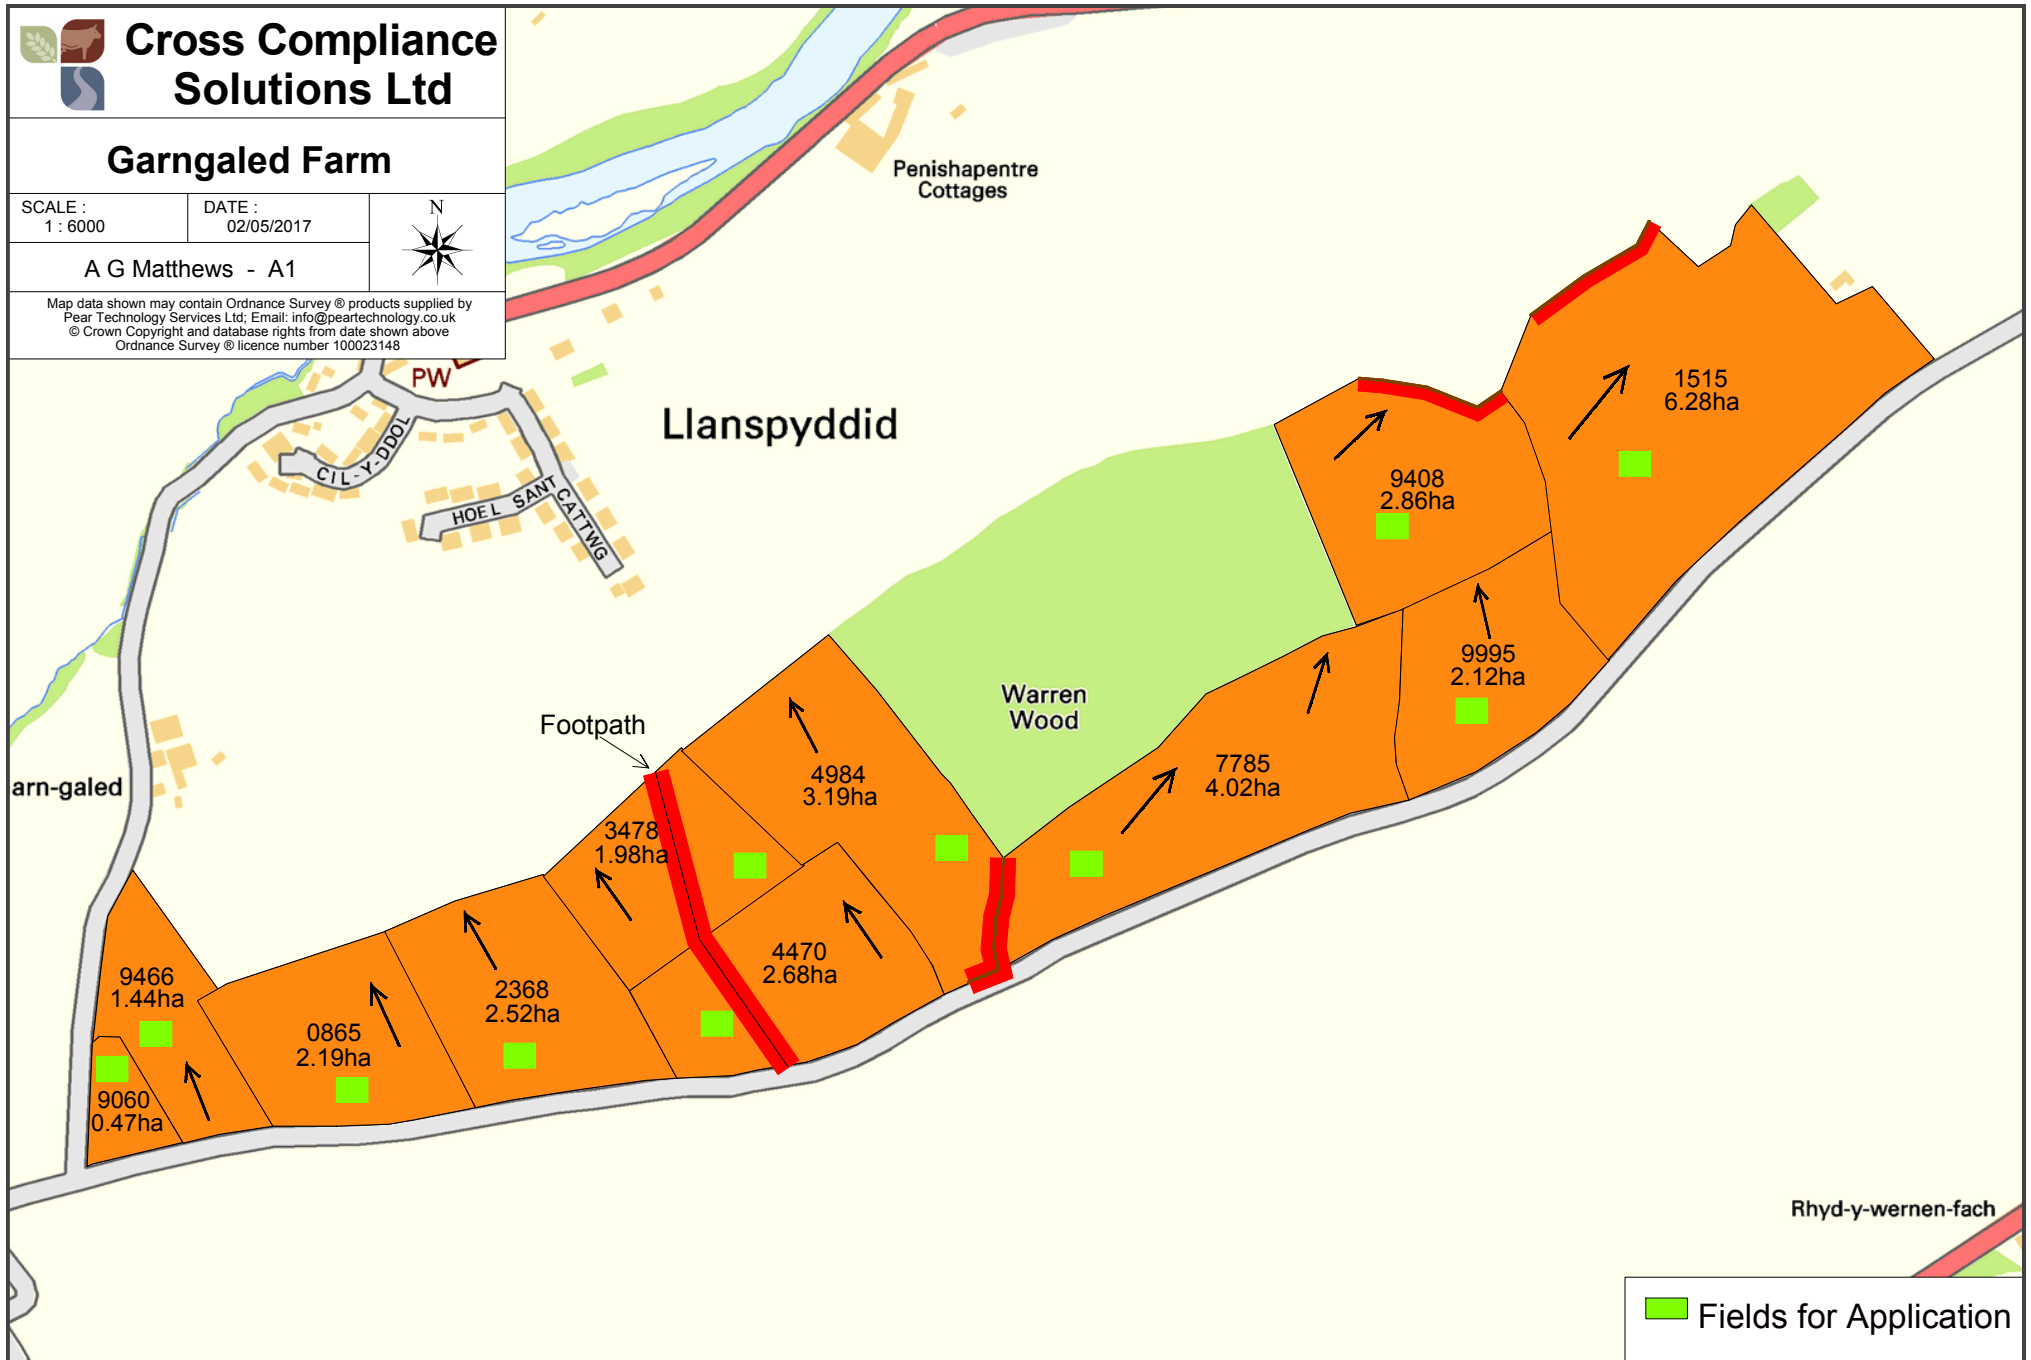 Cross Compliance
Solutions Ltd
Garngaled Farm
SCALE :
1 : 6000
DATE :
02/05/2017
N
A G Matthews - A1
Map data shown may contain Ordnance Survey ® products supplied by
Pear Technology Services Ltd; Email: info@peartechnology.co.uk
© Crown Copyright and database rights from date shown above
Ordnance Survey ® licence number 100023148
Penishapentre
Cottages
PW
Llanspyddid
CIL-Y-DDOL
HOEL SANT CATTWG
1515
6.28ha
9408
2.86ha
9995
2.12ha
Warren
Wood
Footpath
7785
4.02ha
4984
3.19ha
arn-galed
3478
1.98ha
4470
2.68ha
9466
1.44ha
2368
2.52ha
0865
2.19ha
9060
0.47ha
Rhyd-y-wernen-fach
Fields for Application